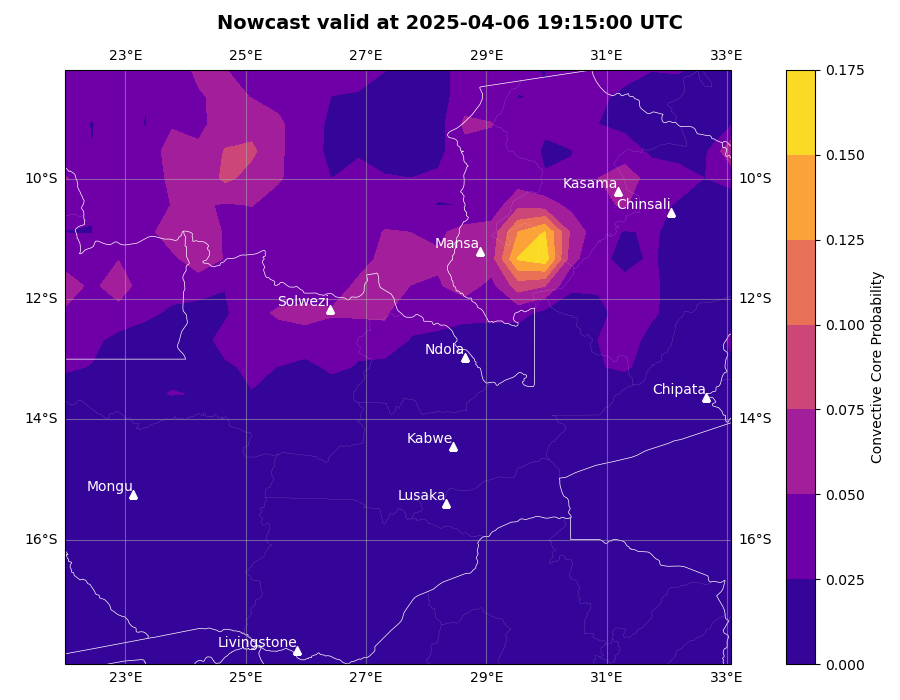 Nowcast valid at 2025-04-06 19:15:00 UTC
23°E 25°E 27°E 29°E 31°E 33°E
0.175
0.150
10°S 10°S
Kasama
Chinsali
Mansa
0.125
12°S 12°S
Solwezi
0.100
Ndola
Chipata
0.075
14°S 14°S
Kabwe
Mongu
Lusaka
0.050
16°S 16°S
0.025
Livingstone
0.000
23°E 25°E 27°E 29°E 31°E 33°E
Convective Core Probability